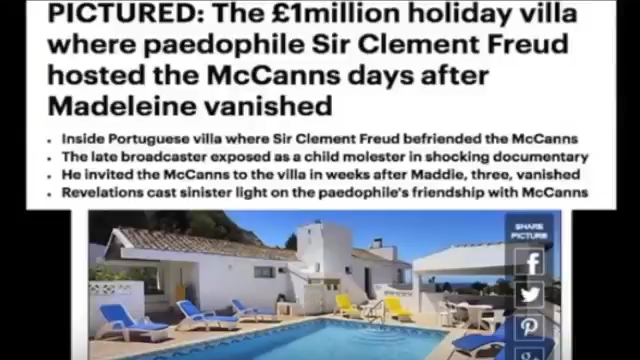 PICTURED: The £1million holiday villa
where paedophile Sir Clement Freud
hosted the McCanns days after
Madeleine vanished
• Inside Portuguese villa where Sir Clement Freud befriended the McCanns
• The late broadcaster exposed as a child molester in shocking documentary
• He invited the McCanns to the villa in weeks after Maddie, three, vanished
• Revelations cast sinister light on the paedophile's friendship with McCanns
SHARE
PICTURE